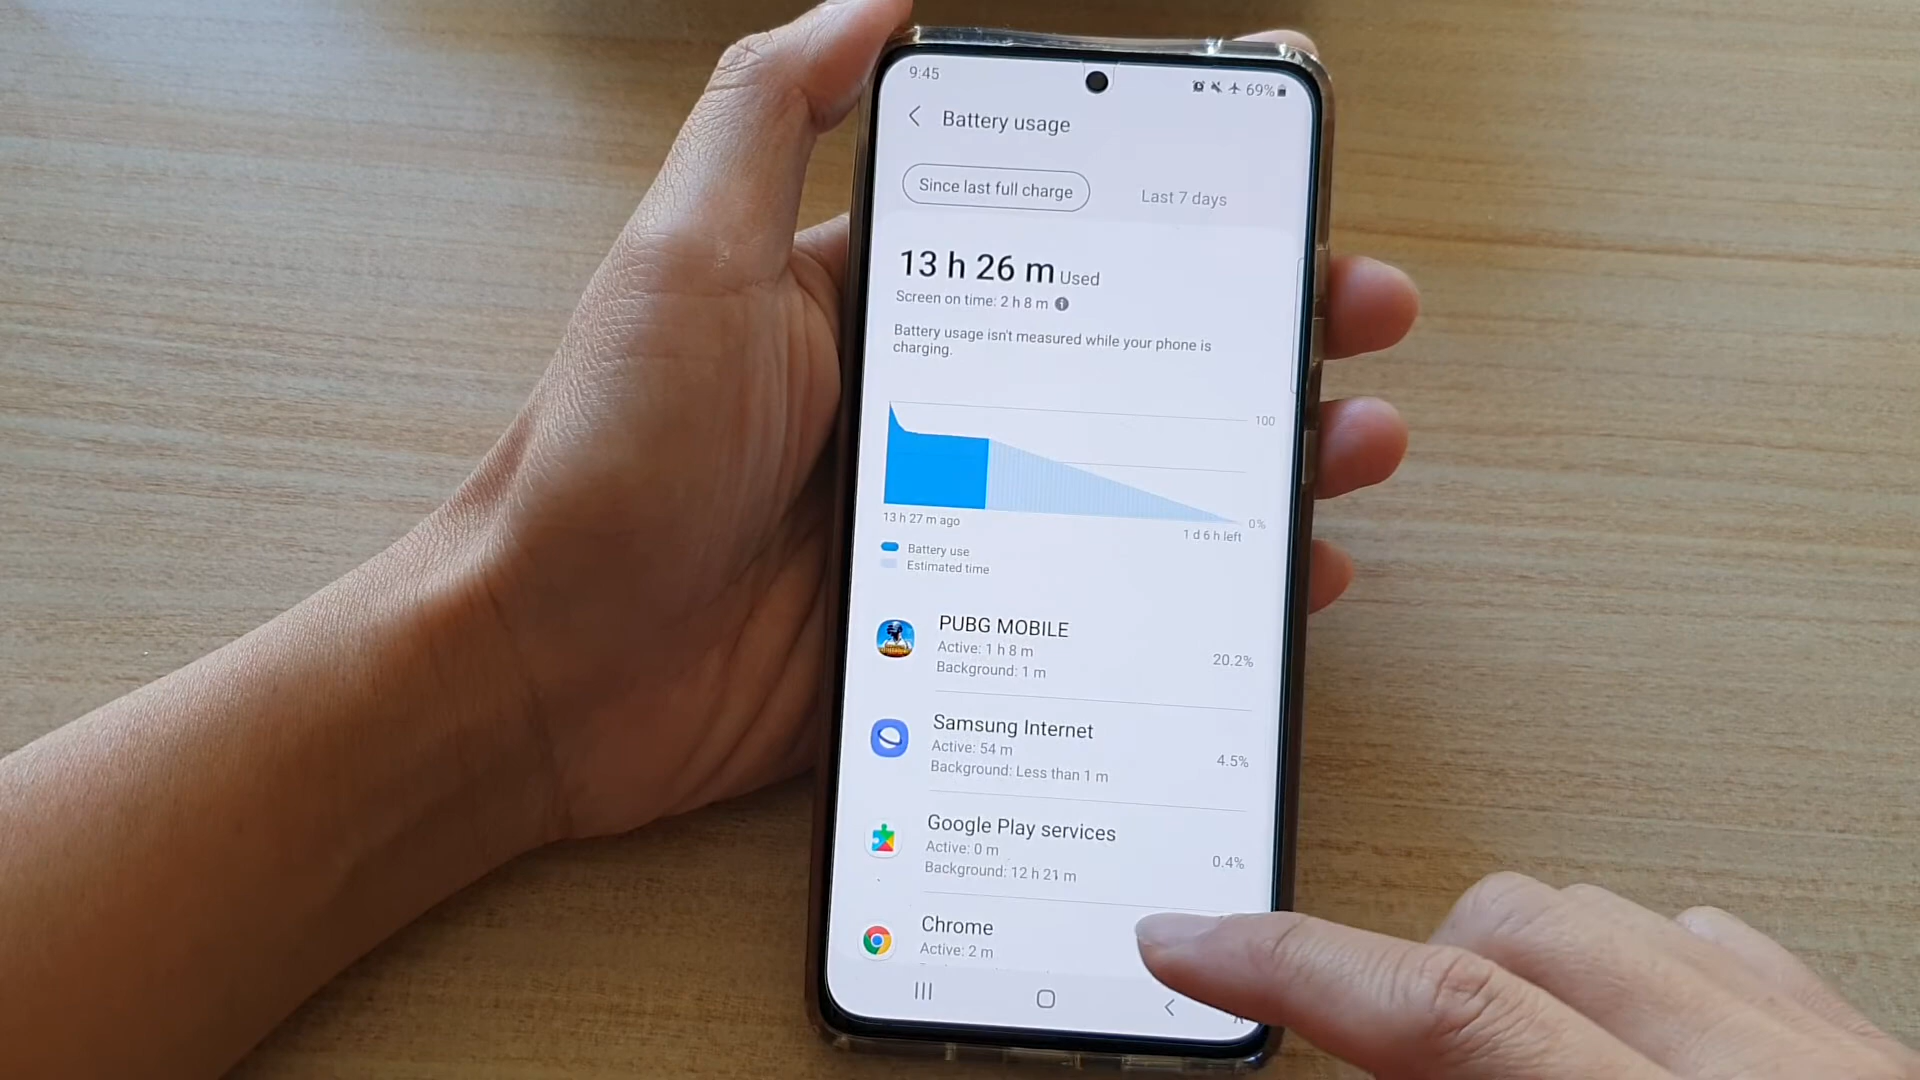 9:45
69%
Battery usage
Since last full charge
Last 7 days
13 h 26 m Used
Screen on time: 2 h 8 m
Battery usage isn't measured while your phone is
charging.
100
0%
13 h 27 m ago
1 d 6 h left
Battery use
Estimated time
PUBG MOBILE
Active: 1 h 8 m
20.2%
Background: 1 m
Samsung Internet
Active: 54 m
4.5%
Background: Less than 1 m
Google Play services
Active: 0 m
0.4%
Background: 12 h 21 m
Chrome
Active: 2 m